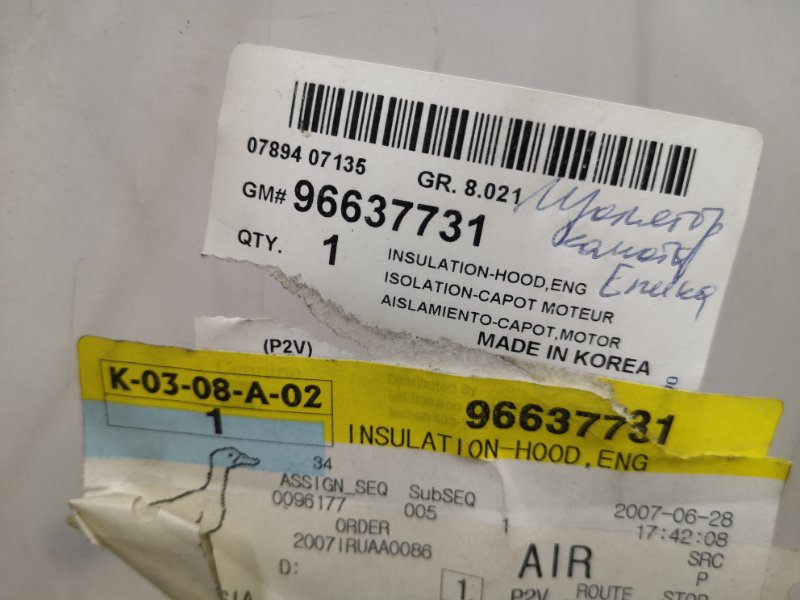 07894 07135
GR. 8.021
GM# 96637731
Изолятор
капота
Епика
QTY. 1
INSULATION-HOOD,ENG
ISOLATION-CAPOT MOTEUR
AISLAMIENTO-CAPOT,MOTOR
MADE IN KOREA
(P2V)
K-03-08-A-02
1
96637731
INSULATION-HOOD,ENG
34
ASSIGN_SEQ SubSEQ
0096177 005 1
2007-06-28
17:42:08
ORDER
2007IRUAA0086
AIR
SRC
P
D:
1
P2V ROUTE STOP